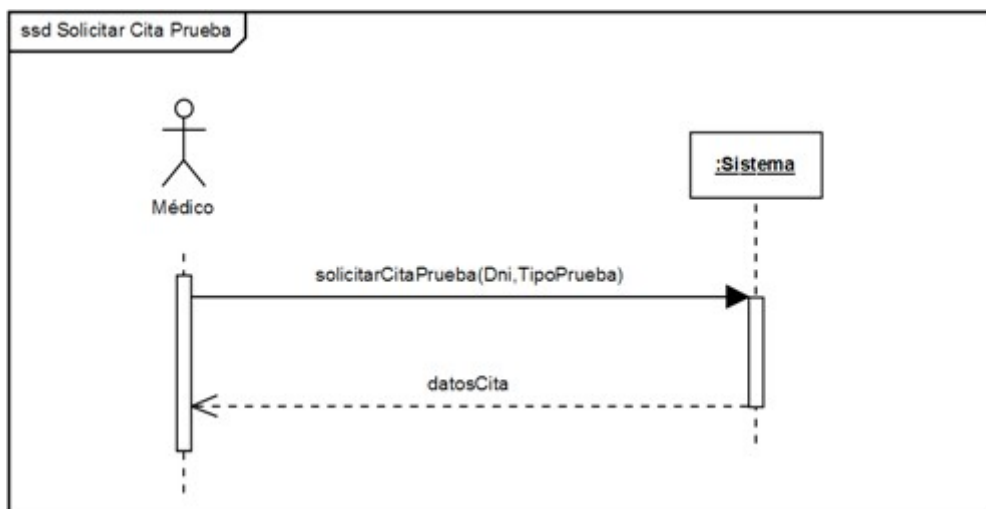 ssd Solicitar Cita Prueba
:Sistema
Médico
solicitarCitaPrueba(Dni,TipoPrueba)
datosCita